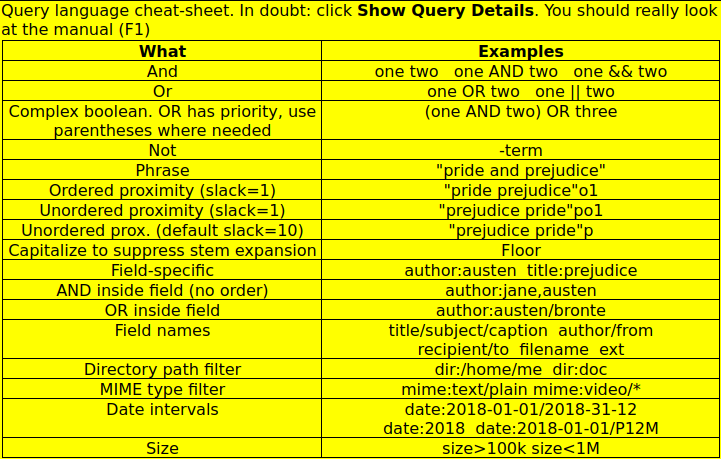 Query language cheat-sheet. In doubt: click Show Query Details. You should really look
at the manual (F1)
What Examples
And one two one AND two one && two
Or one OR two one || two
Complex boolean. OR has priority, use (one AND two) OR three
parentheses where needed
Not -term
Phrase "pride and prejudice"
Ordered proximity (slack=1) "pride prejudice"o1
Unordered proximity (slack=1) "prejudice pride"po1
Unordered prox. (default slack=10) "prejudice pride"p
Capitalize to suppress stem expansion Floor
Field-specific author:austen title:prejudice
AND inside field (no order) author:jane,austen
OR inside field author:austen/bronte
Field names title/subject/caption author/from
recipient/to filename ext
Directory path filter dir:/home/me dir:doc
MIME type filter mime:text/plain mime:video/*
Date intervals date:2018-01-01/2018-31-12
date:2018 date:2018-01-01/P12M
Size size>100k size<1M